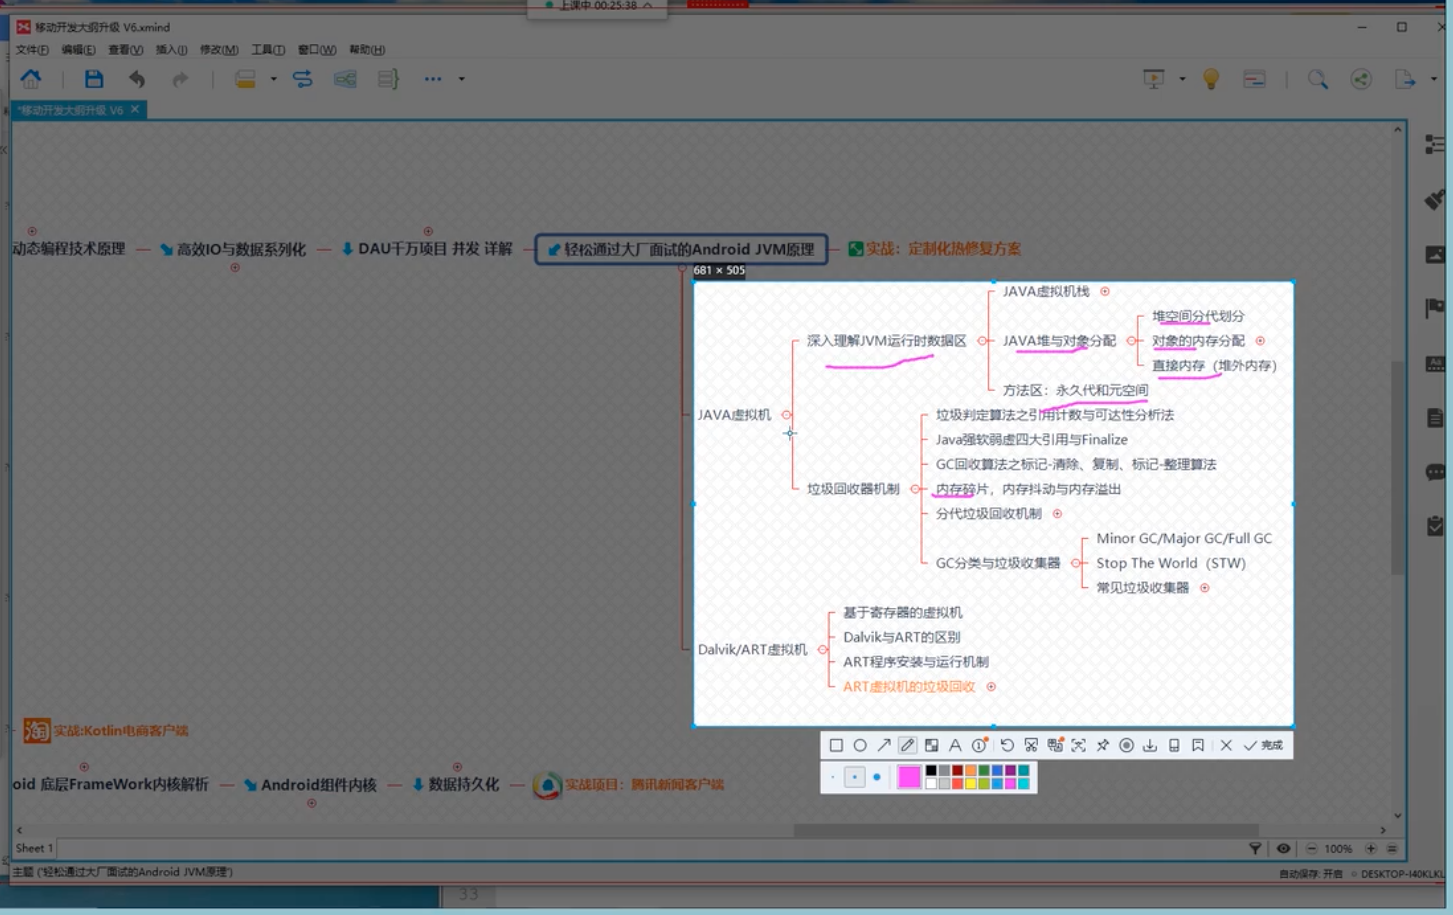 上课中 00:25:38
移动开发大纲升级 V6.xmind
文件(F) 编辑(E) 查看(V) 插入(I) 修改(M) 工具(T) 窗口(W) 帮助(H)
*移动开发大纲升级 V6
动态编程技术原理 高效IO与数据系列化 DAU千万项目 并发 详解 轻松通过大厂面试的Android JVM原理 实战：定制化热修复方案
681 × 505
JAVA虚拟机栈
堆空间分代划分
深入理解JVM运行时数据区 JAVA堆与对象分配 对象的内存分配
直接内存（堆外内存）
方法区：永久代和元空间
JAVA虚拟机 垃圾判定算法之引用计数与可达性分析法
Java强软弱虚四大引用与Finalize
GC回收算法之标记-清除、复制、标记-整理算法
垃圾回收器机制 内存碎片，内存抖动与内存溢出
分代垃圾回收机制
Minor GC/Major GC/Full GC
GC分类与垃圾收集器 Stop The World（STW）
常见垃圾收集器
基于寄存器的虚拟机
Dalvik与ART的区别
Dalvik/ART虚拟机
ART程序安装与运行机制
ART虚拟机的垃圾回收
淘 实战:Kotlin电商客户端
完成
oid 底层FrameWork内核解析 Android组件内核 数据持久化 实战项目：腾讯新闻客户端
Sheet 1 100%
主题 ('轻松通过大厂面试的Android JVM原理') 自动保存: 开启 DESKTOP-I40KLKL
33